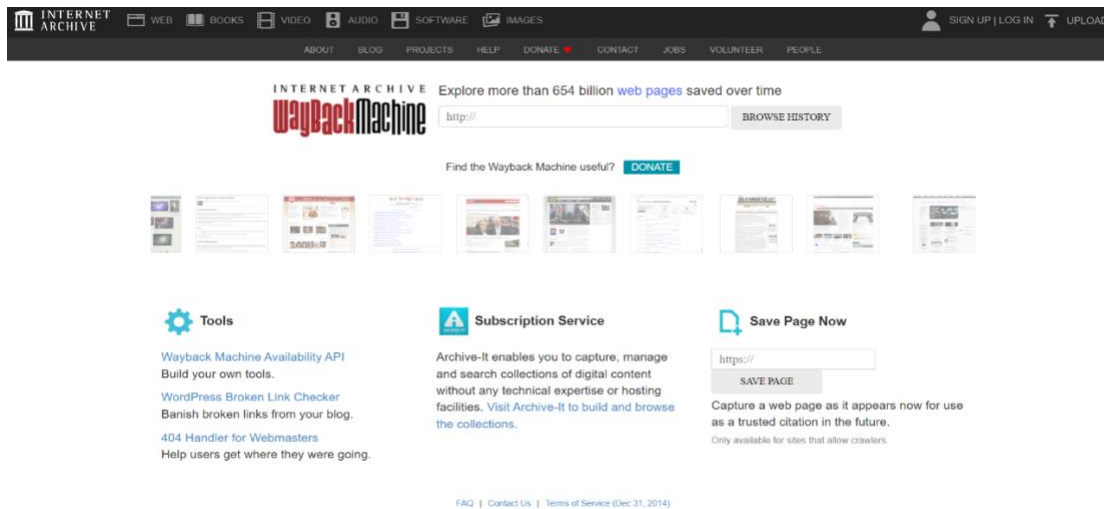 INTERNET ARCHIVE
WEB BOOKS VIDEO AUDIO SOFTWARE IMAGES
SIGN UP | LOG IN UPLOAD
ABOUT BLOG PROJECTS HELP DONATE CONTACT JOBS VOLUNTEER PEOPLE
INTERNET ARCHIVE
WayBackMachine
Explore more than 654 billion web pages saved over time
http://
BROWSE HISTORY
Find the Wayback Machine useful? DONATE
Tools
Wayback Machine Availability API
Build your own tools.
WordPress Broken Link Checker
Banish broken links from your blog.
404 Handler for Webmasters
Help users get where they were going.
Subscription Service
Archive-It enables you to capture, manage
and search collections of digital content
without any technical expertise or hosting
facilities. Visit Archive-It to build and browse
the collections.
Save Page Now
https://
SAVE PAGE
Capture a web page as it appears now for use
as a trusted citation in the future.
Only available for sites that allow crawlers.
FAQ | Contact Us | Terms of Service (Dec 31, 2014)